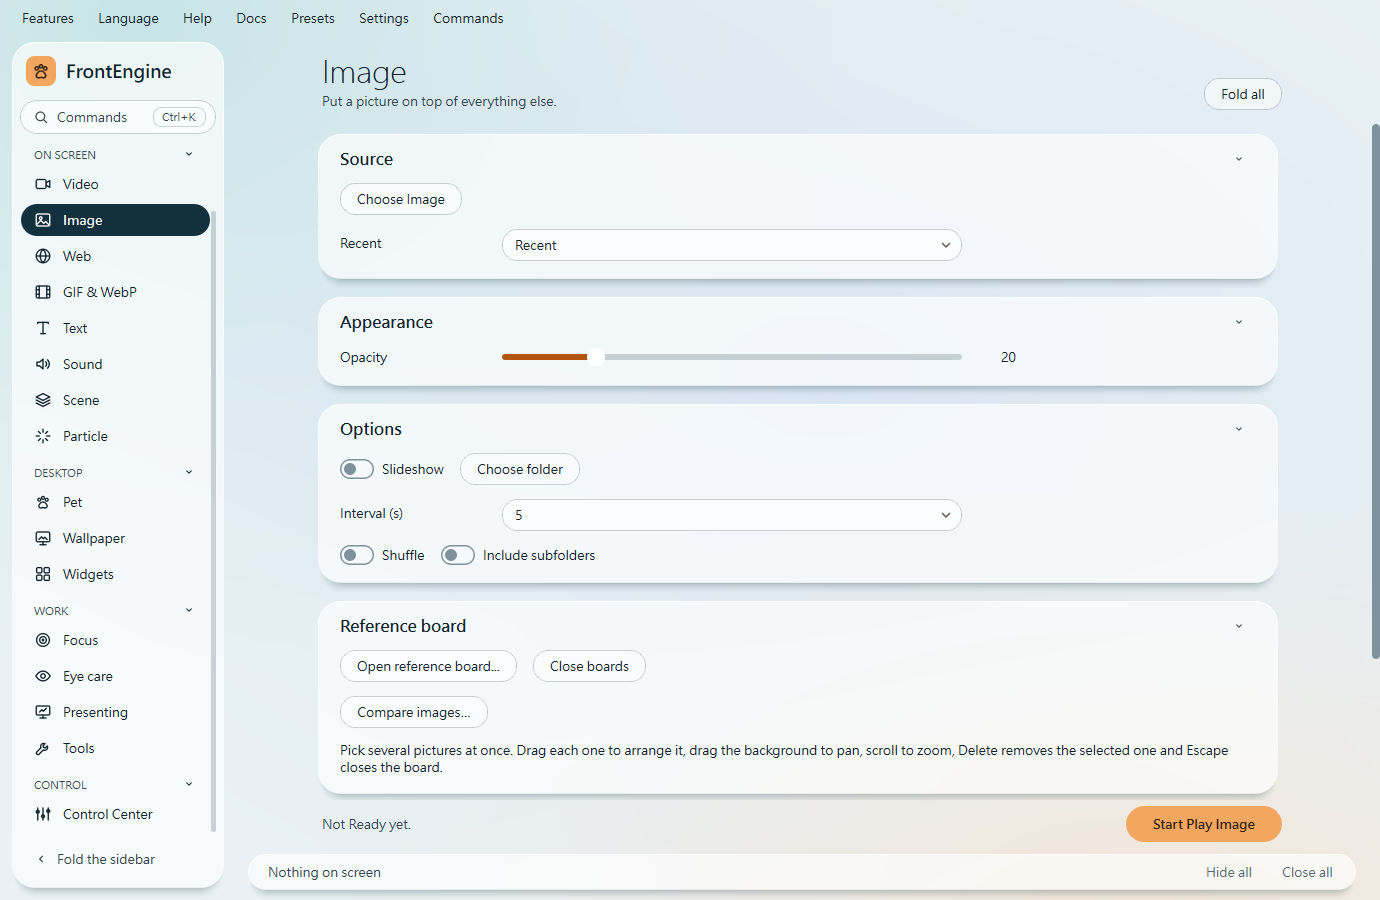 Features Language Help Docs Presets Settings Commands
FrontEngine
Commands Ctrl+K
ON SCREEN
Video
Image
Web
GIF & WebP
Text
Sound
Scene
Particle
DESKTOP
Pet
Wallpaper
Widgets
WORK
Focus
Eye care
Presenting
Tools
CONTROL
Control Center
Fold the sidebar
Image
Put a picture on top of everything else.
Fold all
Source
Choose Image
Recent Recent
Appearance
Opacity 20
Options
Slideshow Choose folder
Interval (s) 5
Shuffle Include subfolders
Reference board
Open reference board... Close boards
Compare images...
Pick several pictures at once. Drag each one to arrange it, drag the background to pan, scroll to zoom, Delete removes the selected one and Escape
closes the board.
Not Ready yet. Start Play Image
Nothing on screen Hide all Close all